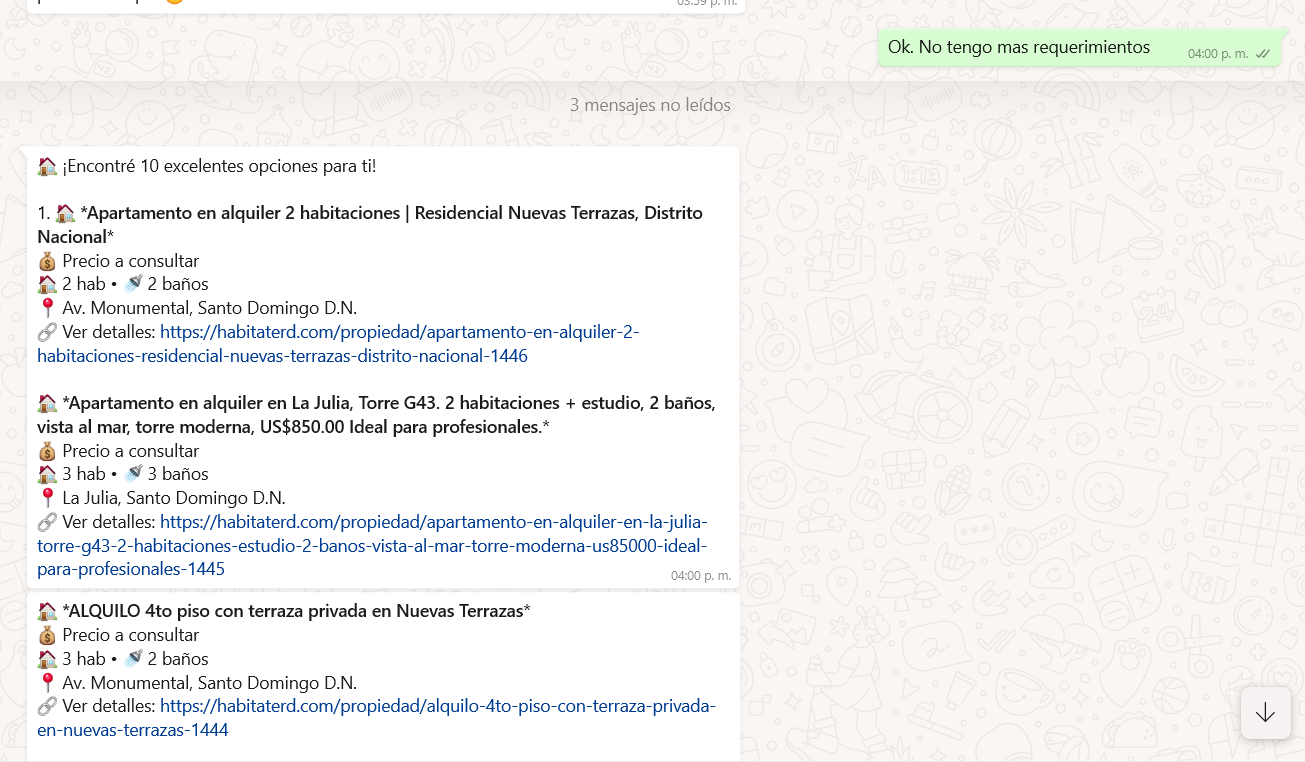 03:59 p. m.
Ok. No tengo mas requerimientos
04:00 p. m.
3 mensajes no leídos
🏠 ¡Encontré 10 excelentes opciones para ti!
1. 🏠 *Apartamento en alquiler 2 habitaciones | Residencial Nuevas Terrazas, Distrito
Nacional*
💰 Precio a consultar
🏠 2 hab • 🚿 2 baños
📍 Av. Monumental, Santo Domingo D.N.
🔗 Ver detalles: https://habitaterd.com/propiedad/apartamento-en-alquiler-2-
habitaciones-residencial-nuevas-terrazas-distrito-nacional-1446
🏠 *Apartamento en alquiler en La Julia, Torre G43. 2 habitaciones + estudio, 2 baños,
vista al mar, torre moderna, US$850.00 Ideal para profesionales.*
💰 Precio a consultar
🏠 3 hab • 🚿 3 baños
📍 La Julia, Santo Domingo D.N.
🔗 Ver detalles: https://habitaterd.com/propiedad/apartamento-en-alquiler-en-la-julia-
torre-g43-2-habitaciones-estudio-2-banos-vista-al-mar-torre-moderna-us85000-ideal-
para-profesionales-1445
04:00 p. m.
🏠 *ALQUILO 4to piso con terraza privada en Nuevas Terrazas*
💰 Precio a consultar
🏠 3 hab • 🚿 2 baños
📍 Av. Monumental, Santo Domingo D.N.
🔗 Ver detalles: https://habitaterd.com/propiedad/alquilo-4to-piso-con-terraza-privada-
en-nuevas-terrazas-1444